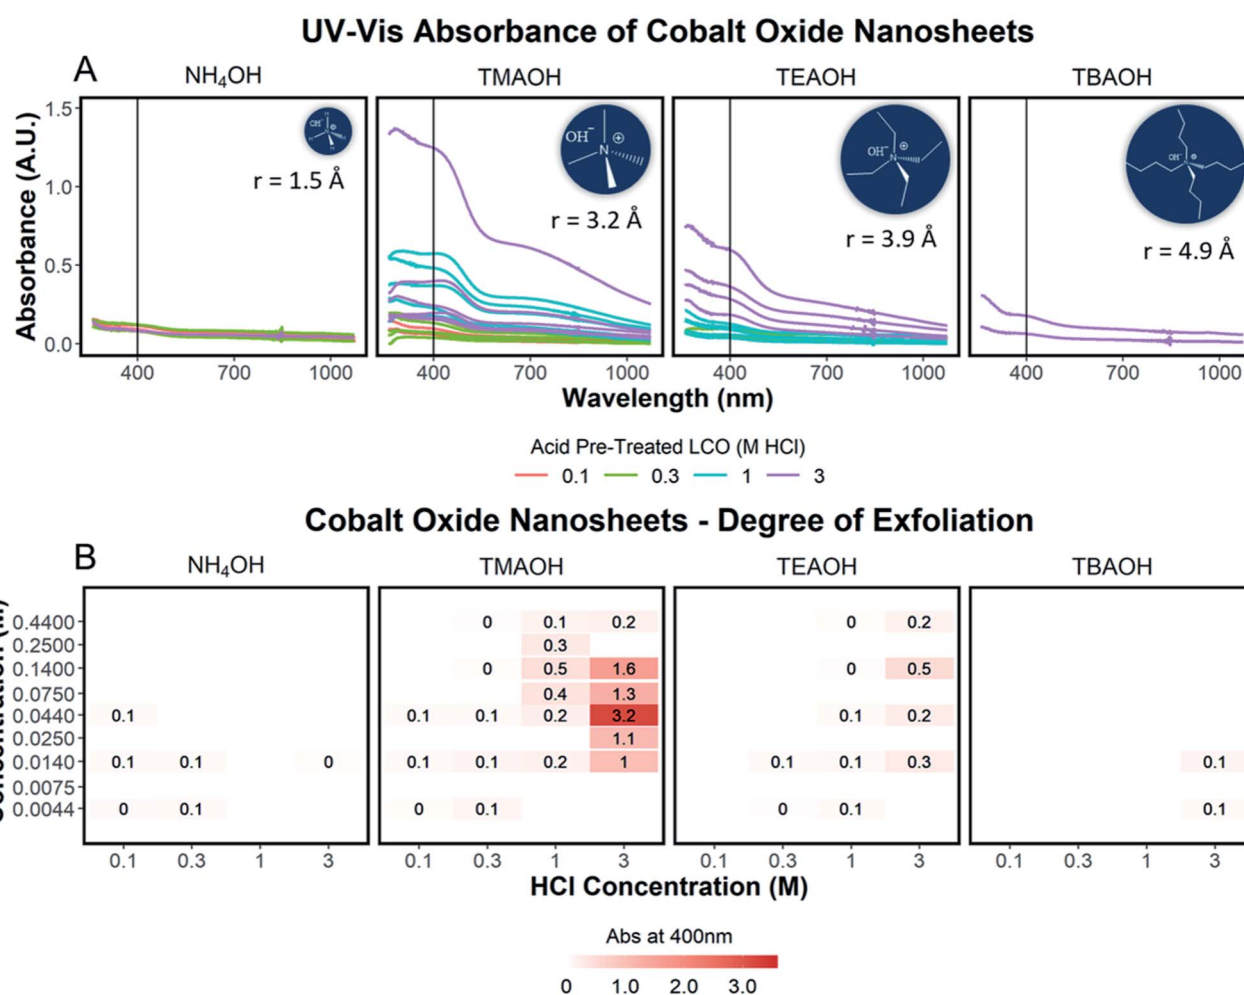 UV-Vis Absorbance of Cobalt Oxide Nanosheets
A
NH4OH TMAOH TEAOH TBAOH
Absorbance (A.U.)
1.5
1.0
0.5
0.0
OH− N ⊕ H H H H
r = 1.5 Å
OH− N ⊕
r = 3.2 Å
OH− N ⊕
r = 3.9 Å
OH− N ⊕
r = 4.9 Å
400 700 1000 400 700 1000 400 700 1000 400 700 1000
Wavelength (nm)
Acid Pre-Treated LCO (M HCl)
0.1 0.3 1 3
Cobalt Oxide Nanosheets - Degree of Exfoliation
B
NH4OH TMAOH TEAOH TBAOH
0.4400 0 0.1 0.2 0 0.2
0.2500 0.3
0.1400 0 0.5 1.6 0 0.5
0.0750 0.4 1.3
0.0440 0.1 0.1 0.1 0.2 3.2 0.1 0.2
0.0250 1.1
0.0140 0.1 0.1 0 0.1 0.1 0.2 1 0.1 0.1 0.3 0.1
0.0075
0.0044 0 0.1 0 0.1 0 0.1 0.1
0.1 0.3 1 3 0.1 0.3 1 3 0.1 0.3 1 3 0.1 0.3 1 3
HCl Concentration (M)
Abs at 400nm
0 1.0 2.0 3.0